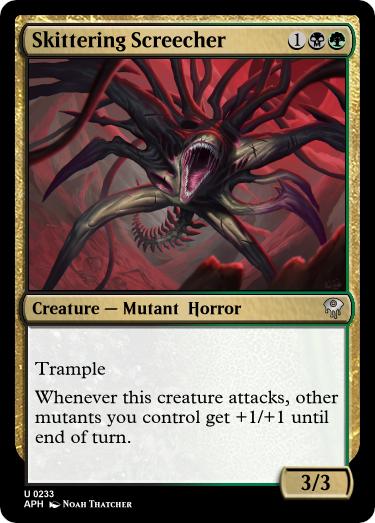 Skittering Screecher 1
Creature — Mutant Horror
Trample
Whenever this creature attacks, other
mutants you control get +1/+1 until
end of turn.
3/3
U 0233
APH Noah Thatcher